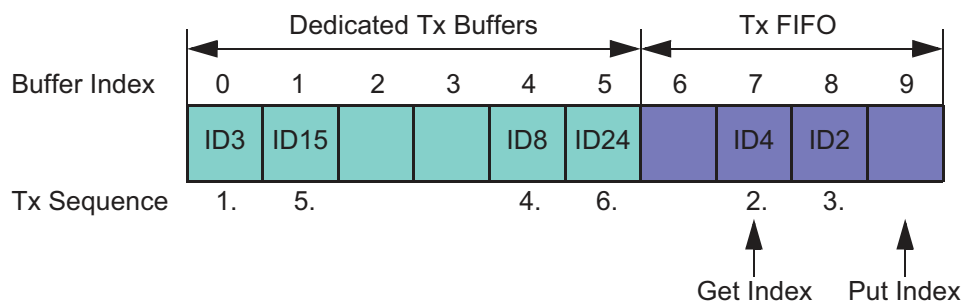 Dedicated Tx Buffers Tx FIFO
Buffer Index 0 1 2 3 4 5 6 7 8 9
ID3 ID15 ID8 ID24 ID4 ID2
Tx Sequence 1. 5. 4. 6. 2. 3.
Get Index Put Index